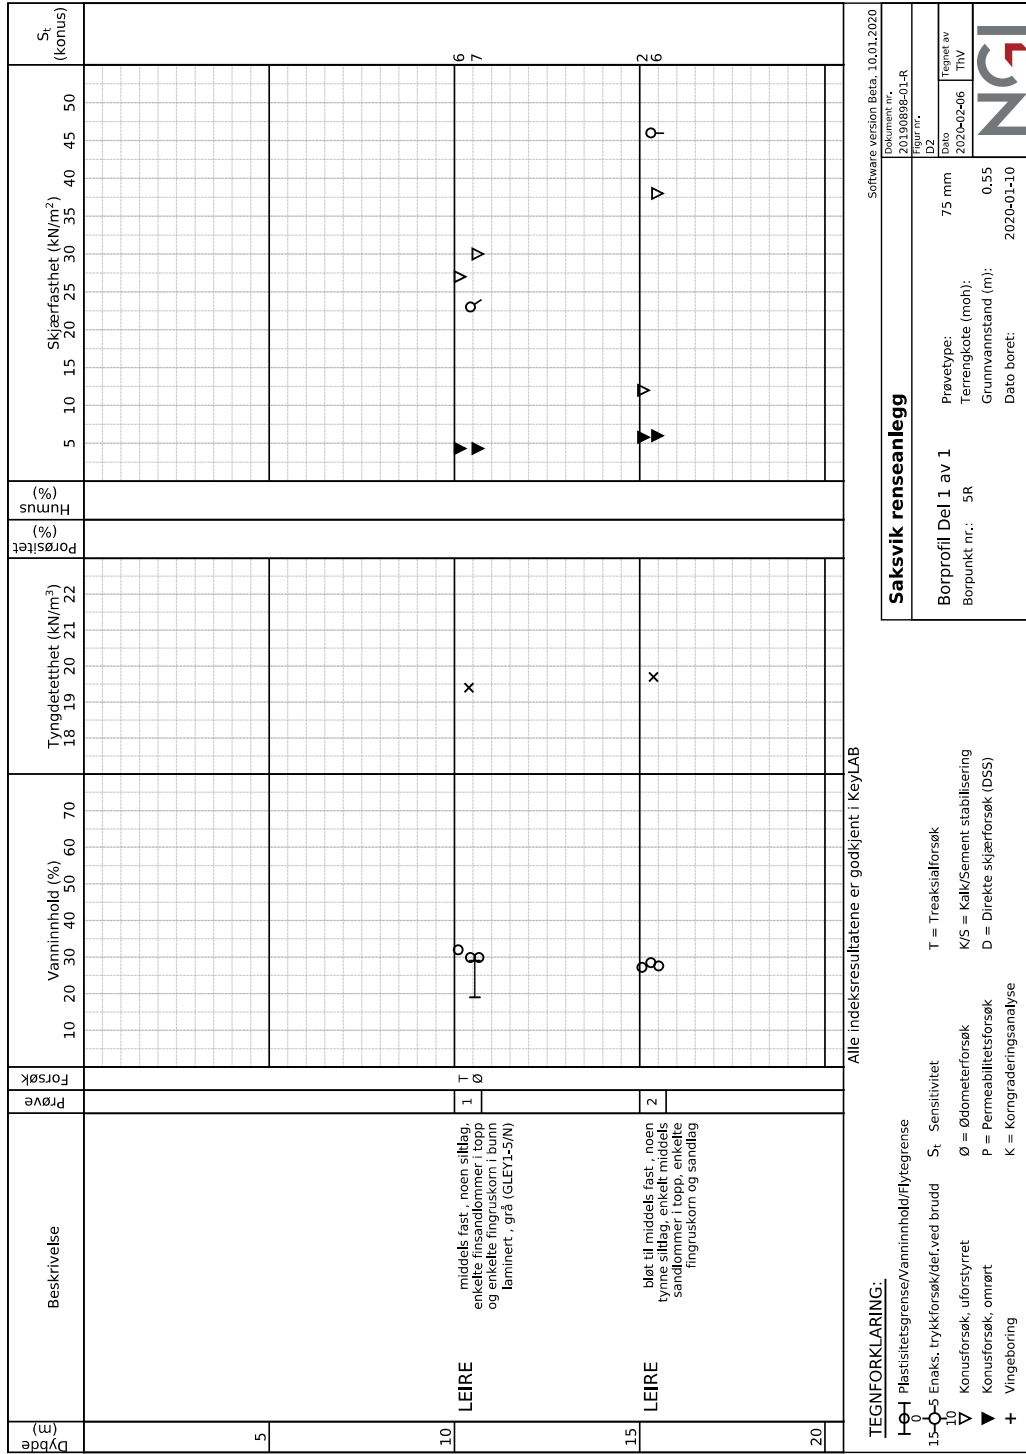 Dybde
(m)
Beskrivelse
Prøve
Forsøk
Vanninnhold (%)
10 20 30 40 50 60 70
Tyngdetetthet (kN/m³)
18 19 20 21 22
Porøsitet
(%)
Humus
(%)
Skjærfasthet (kN/m²)
5 10 15 20 25 30 35 40 45 50
Sₜ
(konus)
5
10
LEIRE
middels fast , noen siltlag,
enkelte finsandlommer i topp
og enkelte fingruskorn i bunn
laminert , grå (GLEY1-5/N)
1
T
Ø
6
7
15
LEIRE
bløt til middels fast , noen
tynne siltlag, enkelt middels
sandlommer i topp, enkelte
fingruskorn og sandlag
2
2
6
20
Alle indeksresultatene er godkjent i KeyLAB
Software version Beta, 10.01.2020
TEGNFORKLARING:
Plastisitetsgrense/Vanninnhold/Flytegrense
0
15 5 Enaks. trykkforsøk/def.ved brudd
10
Konusforsøk, uforstyrret
Konusforsøk, omrørt
Vingeboring
Sₜ Sensitivitet
Ø = Ødometerforsøk
P = Permeabilitetsforsøk
K = Korngraderingsanalyse
T = Treaksialforsøk
K/S = Kalk/Sement stabilisering
D = Direkte skjærforsøk (DSS)
Saksvik renseanlegg
Borprofil Del 1 av 1
Borpunkt nr.: 5R
Prøvetype: 75 mm
Terrengkote (moh):
Grunnvannstand (m): 0.55
Dato boret: 2020-01-10
Dokument nr.
20190898-01-R
Figur nr.
D2
Dato
2020-02-06
Tegnet av
ThV
NGI